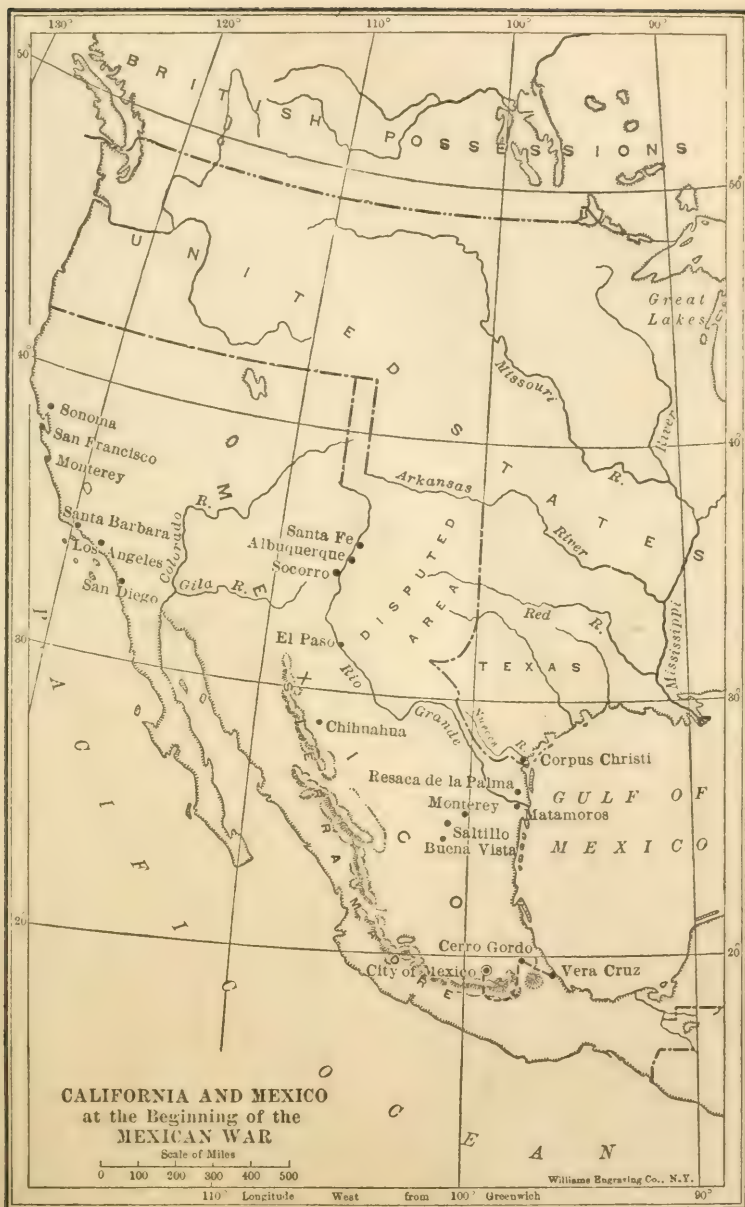 130° 120° 110° 100° 90°
50°
BRITISH POSSESSIONS
50°
UNITED STATES
Great
Lakes
Missouri
R.
River
40°
40°
Sonoma
San Francisco
Monterey
Arkansas
River
Santa Barbara
Los Angeles
San Diego
Colorado
R.
Gila R.
Santa Fe
Albuquerque
Socorro
DISPUTED
AREA
Red
R.
Mississippi
El Paso
TEXAS
30°
30°
Rio
Grande
Nueces
R.
MEXICO
Chihuahua
SIERRA MADRE
Corpus Christi
Resaca de la Palma
Monterey
Matamoros
Saltillo
Buena Vista
GULF OF
MEXICO
20°
20°
Cerro Gordo
City of Mexico
Vera Cruz
PACIFIC
OCEAN
CALIFORNIA AND MEXICO
at the Beginning of the
MEXICAN WAR
Scale of Miles
0 100 200 300 400 500
Williams Engraving Co., N.Y.
110° Longitude West from 100° Greenwich 90°